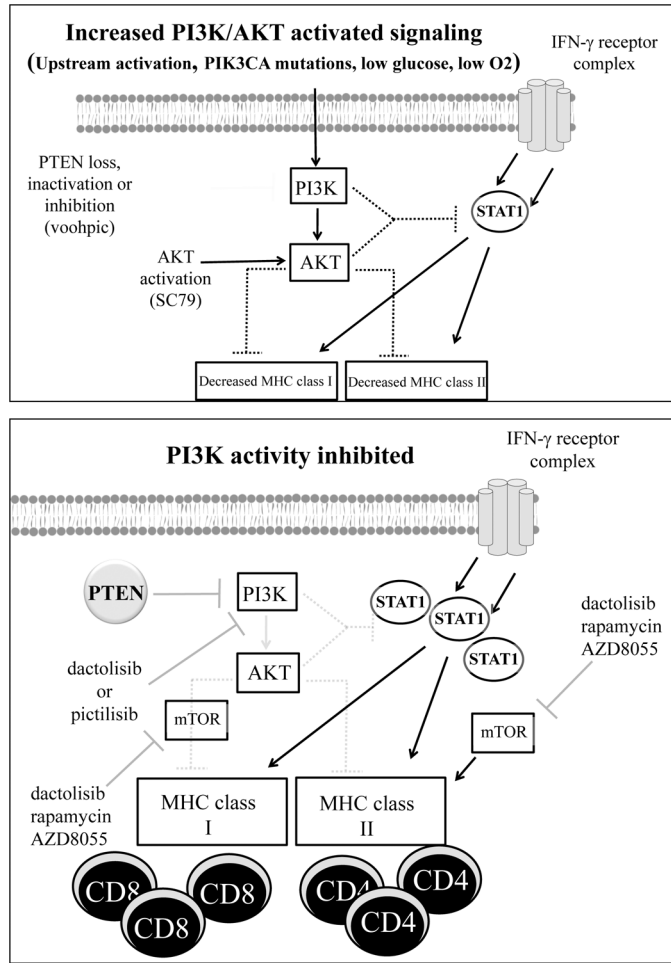 Increased PI3K/AKT activated signaling
(Upstream activation, PIK3CA mutations, low glucose, low O2)
IFN-γ receptor
complex
PTEN loss,
inactivation or
inhibition
(voohpic)
PI3K
STAT1
AKT
activation
(SC79)
AKT
Decreased MHC class I
Decreased MHC class II
PI3K activity inhibited
IFN-γ receptor
complex
PTEN
PI3K
STAT1
STAT1
STAT1
dactolisib
rapamycin
AZD8055
AKT
dactolisib
or
pictilisib
mTOR
mTOR
dactolisib
rapamycin
AZD8055
MHC class
I
MHC class
II
CD8
CD8
CD8
CD4
CD4
CD4